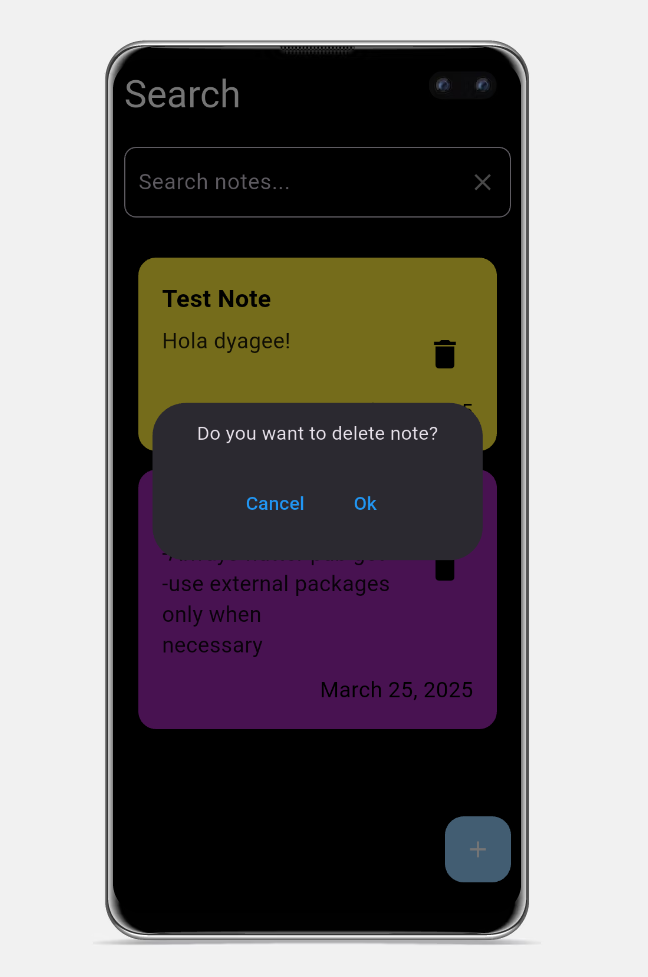 Search
Search notes...
Test Note
Hola dyagee!
Do you want to delete note?
Cancel Ok
-use external packages
only when
necessary
March 25, 2025